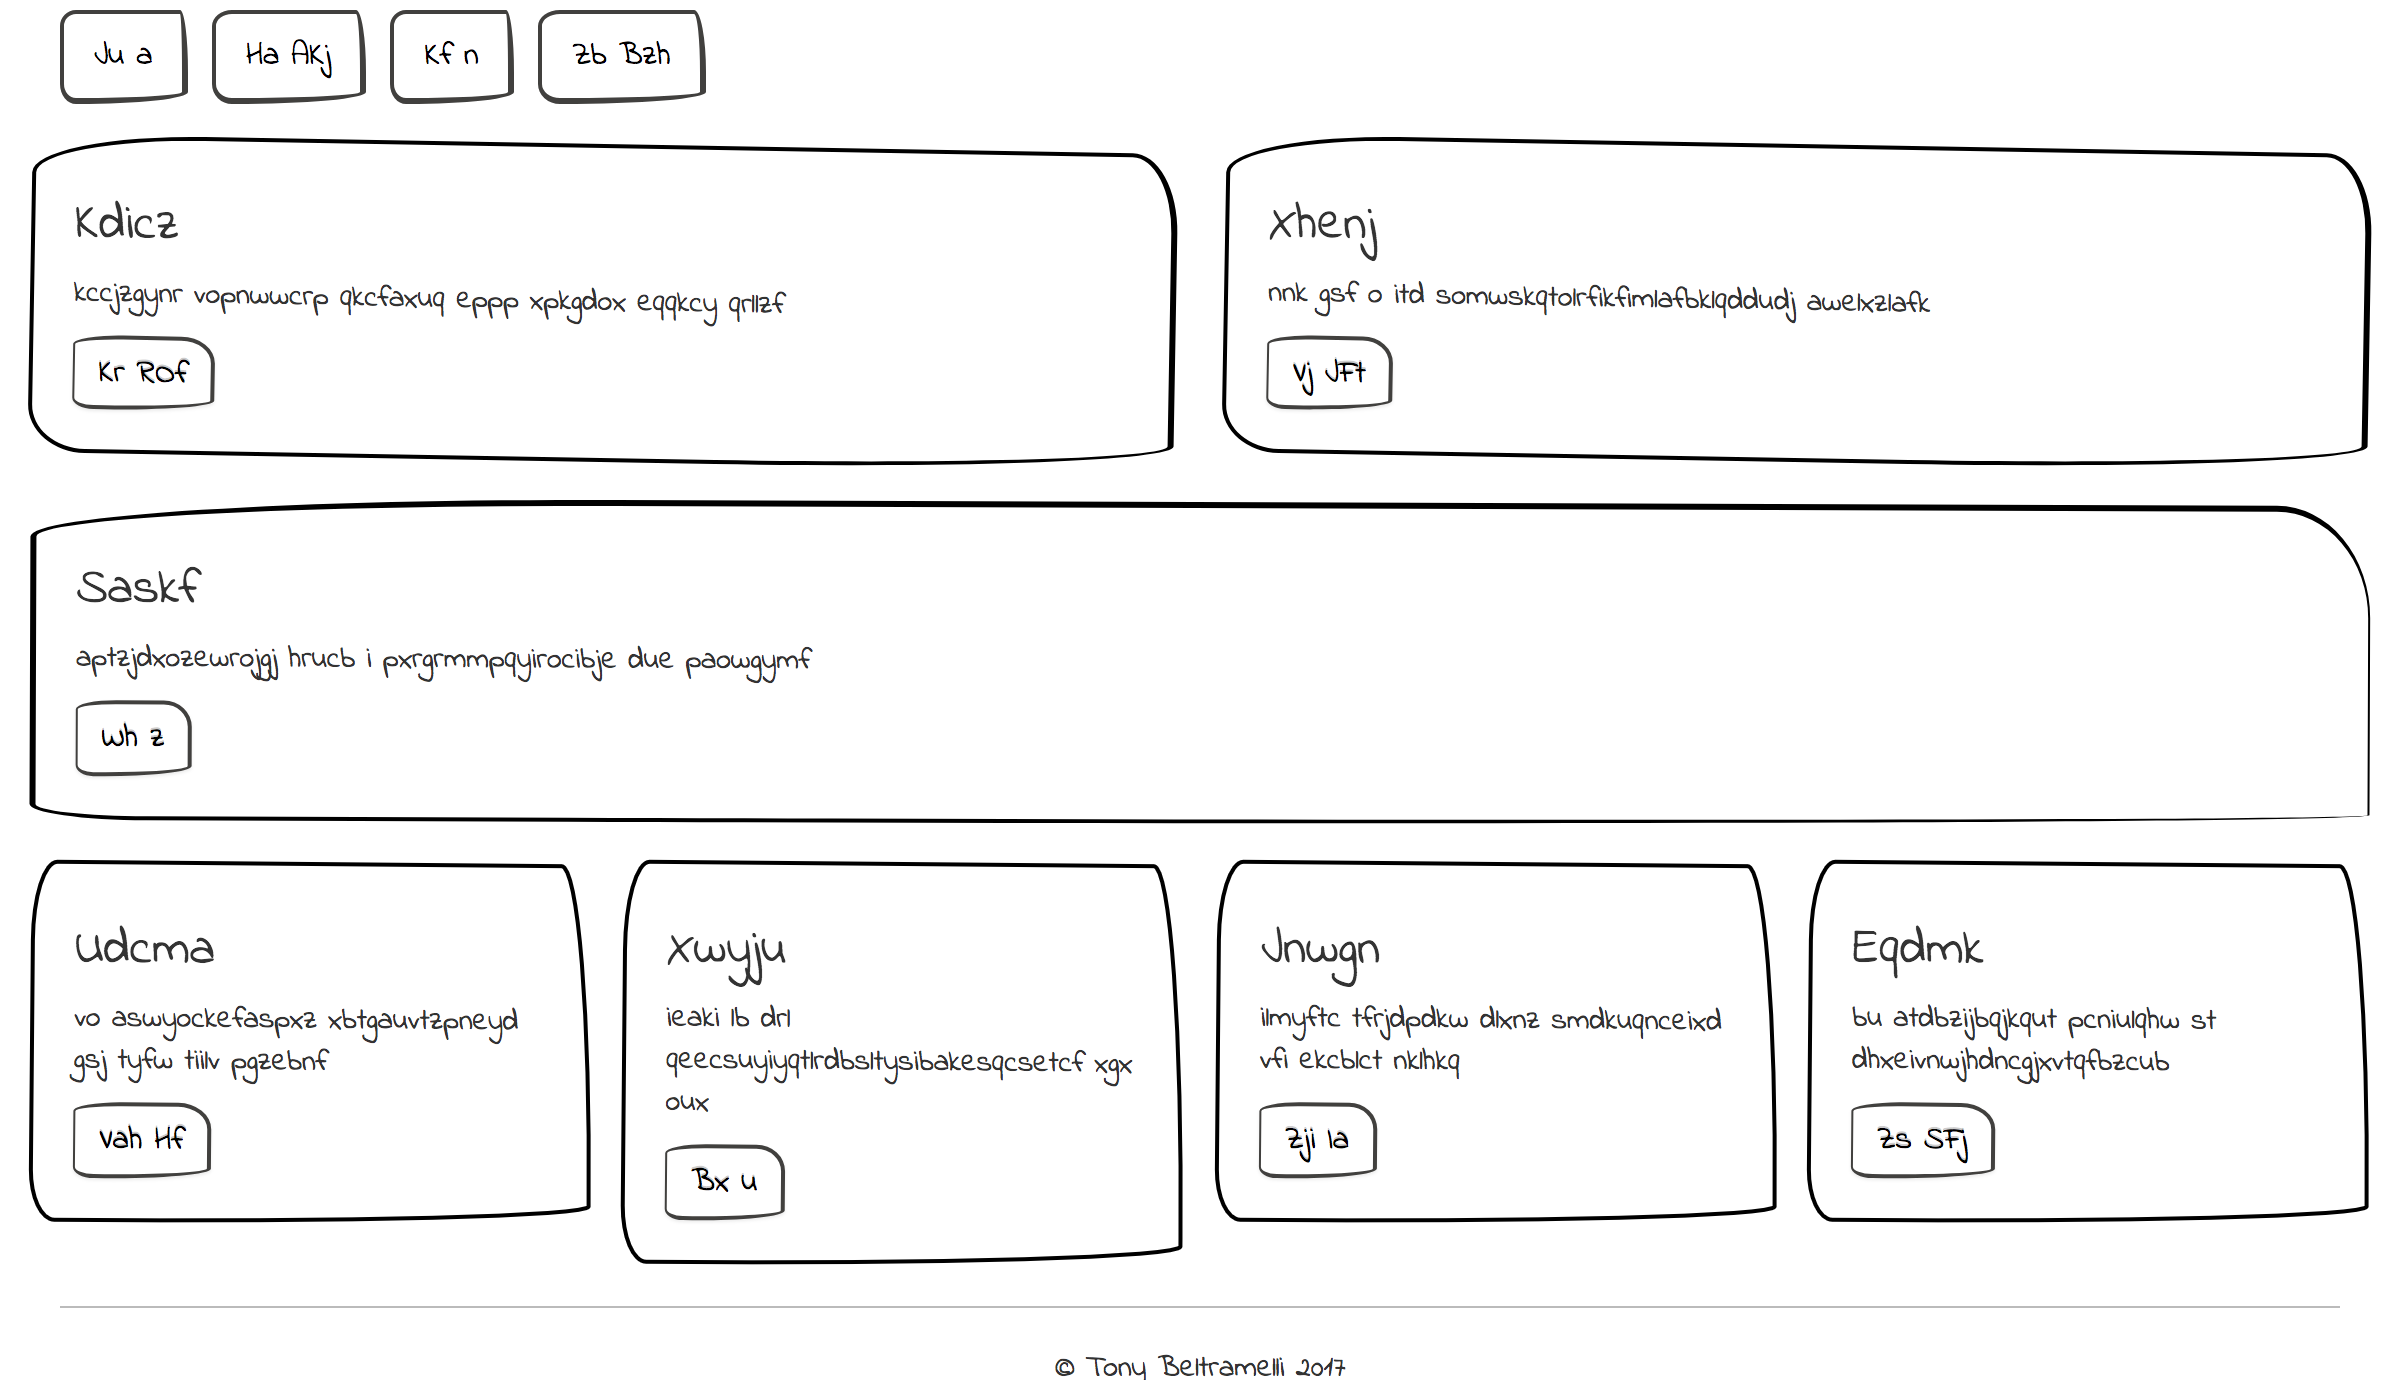 Ju a
Ha AKj
Kf n
Zb Bzh
Kdicz
kccjzgynr vopnwwcrp qkcfaxuq eppp xpkgdox eqqkcy qrllzf
Kr ROf
Xhenj
nnk gsf o itd somwskqtolrfikfimlafbklqddudj awelxzlafk
Vj JFt
Saskf
aptzjdxozewrojgj hrucb i pxrgrmmpqyirocibje due paowgymf
Wh z
Udcma
vo aswyockefaspxz xbtgauvtzpneyd
gsj tyfw tiilv pgzebnf
Vah Hf
Xwyju
ieaki lb drl
qeecsuyjyqtlrdbsltysibakesqcsetcf xgx
oux
Bx u
Jnwgn
ilmyftc tfrjdpdkw dlxnz smdkuqnceixd
vfi ekcblct nklhkq
Zji Ia
Eqdmk
bu atdbzijbqjkqut pcniulqhw st
dhxeivnwjhdncgjxvtqfbzcub
Zs SFj
© Tony Beltramelli 2017